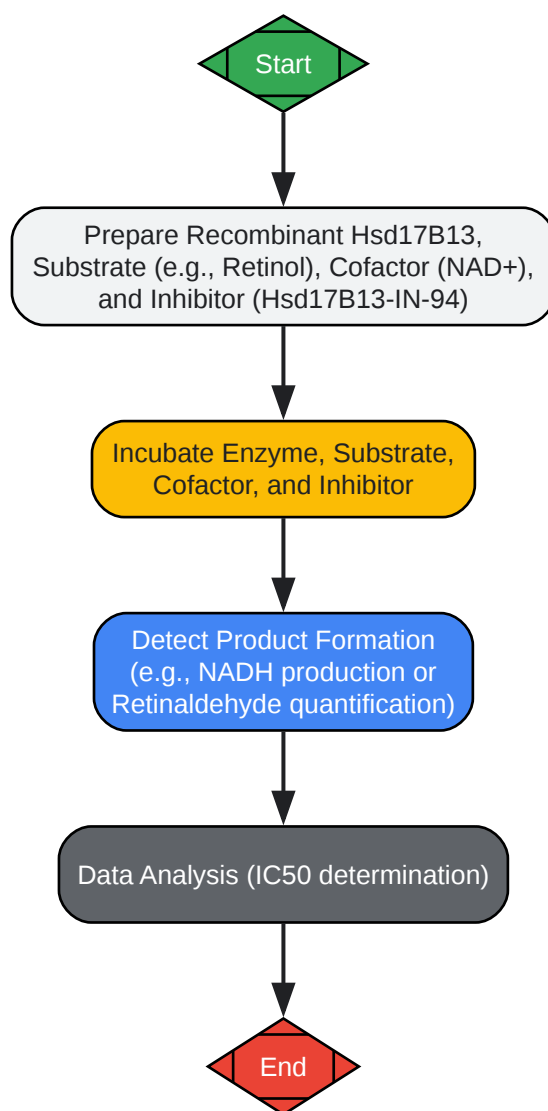 Start
Prepare Recombinant Hsd17B13,
Substrate (e.g., Retinol), Cofactor (NAD+),
and Inhibitor (Hsd17B13-IN-94)
Incubate Enzyme, Substrate,
Cofactor, and Inhibitor
Detect Product Formation
(e.g., NADH production or
Retinaldehyde quantification)
Data Analysis (IC50 determination)
End